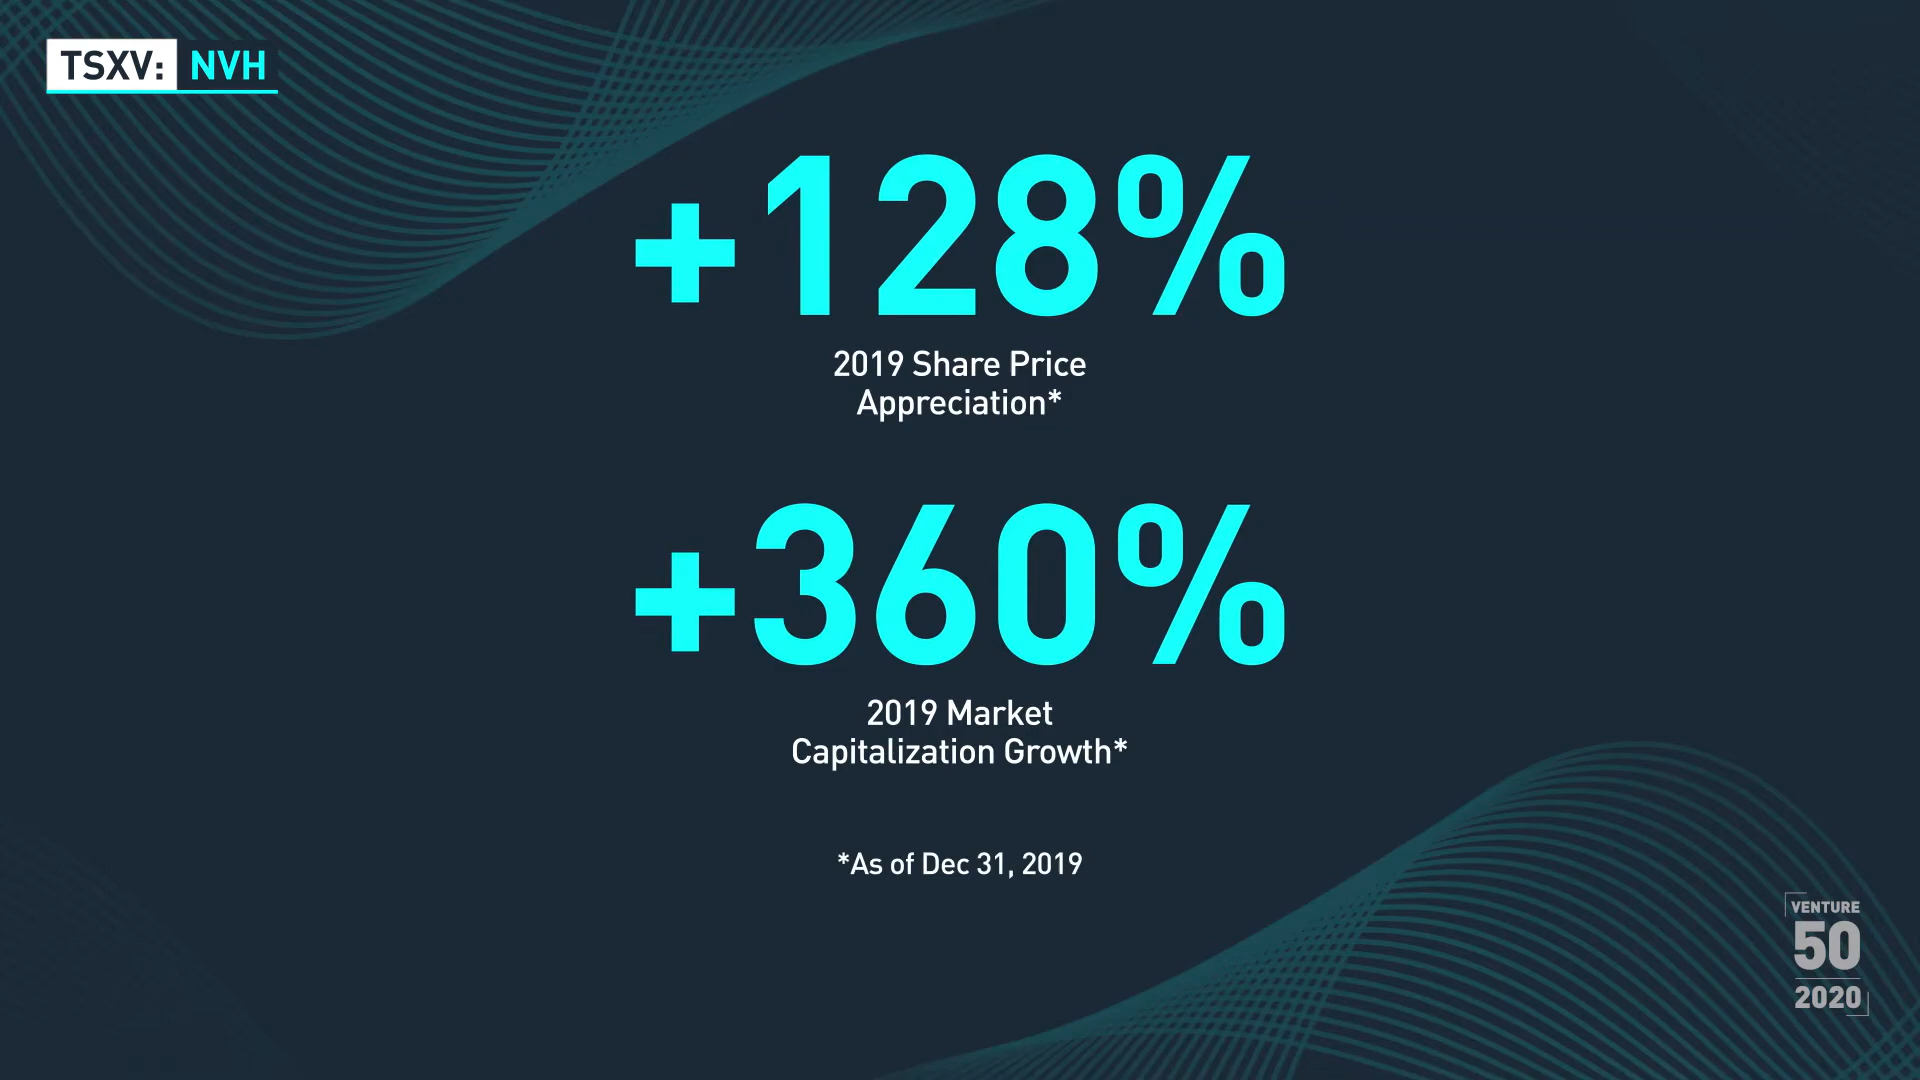 TSXV: NVH
+128%
2019 Share Price
Appreciation*
+360%
2019 Market
Capitalization Growth*
*As of Dec 31, 2019
VENTURE
50
2020